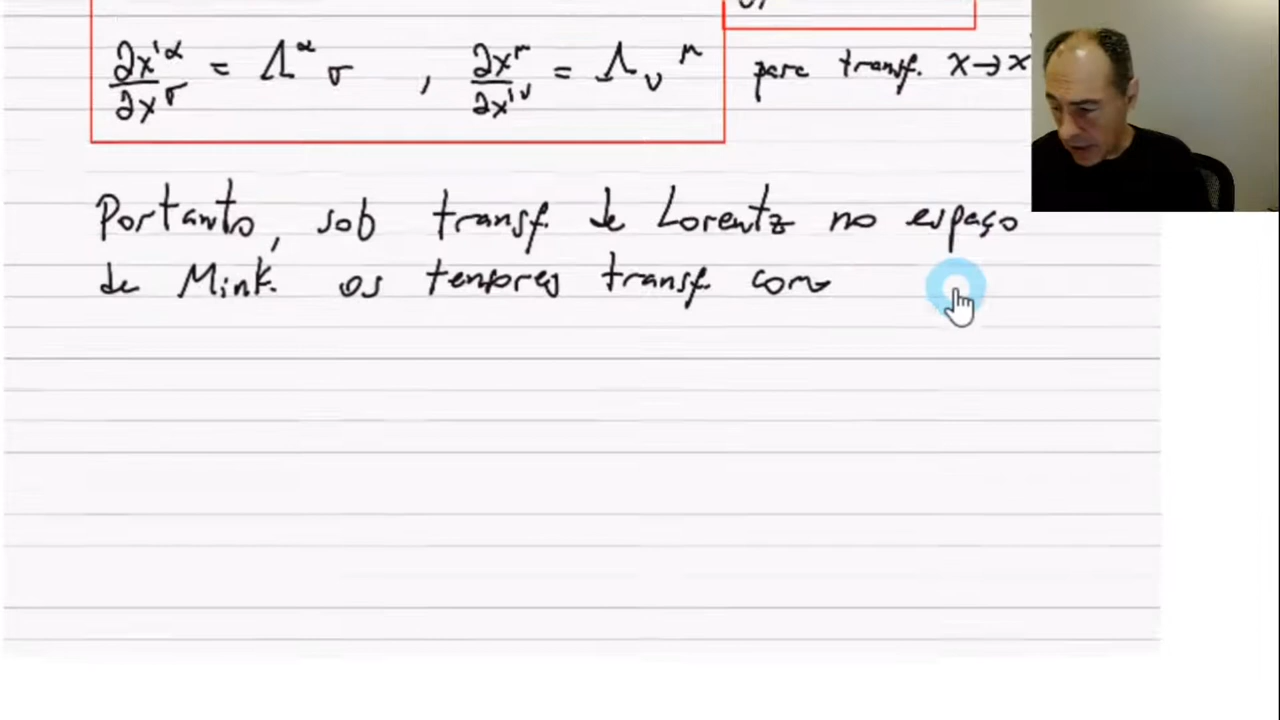 ∂x'^α/∂x^σ = Λ^α_σ , ∂x^μ/∂x'^ν = Λ_ν^μ para transf. x→x'
Portanto, sob transf. de Lorentz no espaço
de Mink. os tensores transf. como